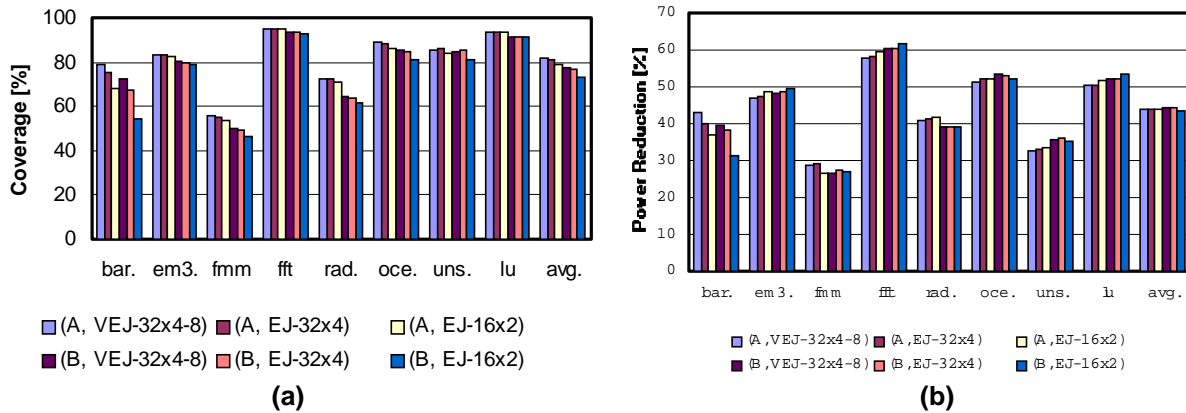 100
80
60
40
20
0
Coverage [%]
bar. em3. fmm fft rad. oce. uns. lu avg.
(A, VEJ-32x4-8) (A, EJ-32x4) (A, EJ-16x2)
(B, VEJ-32x4-8) (B, EJ-32x4) (B, EJ-16x2)
(a)
70
60
50
40
30
20
10
0
Power Reduction [%]
bar. em3. fmm fft rad. oce. uns. lu avg.
(A,VEJ-32x4-8) (A,EJ-32x4) (A,EJ-16x2)
(B,VEJ-32x4-8) (B,EJ-32x4) (B,EJ-16x2)
(b)